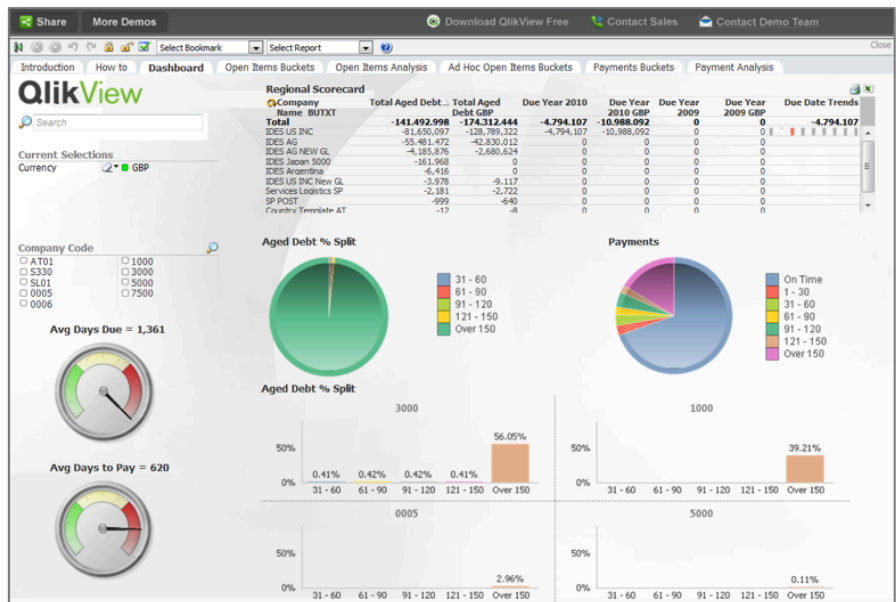 Share More Demos Download QlikView Free Contact Sales Contact Demo Team
Select Bookmark Select Report Close
Introduction How to Dashboard Open Items Buckets Open Items Analysis Ad Hoc Open Items Buckets Payments Buckets Payment Analysis
QlikView
Search
Current Selections
Currency GBP
Regional Scorecard
Company Name BUTXT Total Aged Debt... Total Aged Debt GBP Due Year 2010 Due Year 2010 GBP Due Year 2009 Due Year 2009 GBP Due Date Trends
Total -141.492.998 -174.312.444 -4.794.107 -10.988.092 0 0 -4.794.107
IDES US INC -81,650,097 -128,789,322 -4,794,107 -10,988,092 0 0
IDES AG -55.481.472 -42.830.012 0 0 0 0
IDES AG NEW GL -4,185,876 -2,680,624 0 0 0 0
IDES Japan 5000 -161.968 0 0 0 0 0
IDES Argentina -6,416 0 0 0 0 0
IDES US INC New GL -3.978 -9.117 0 0 0 0
Services Logistics SP -2,181 -2,722 0 0 0 0
SP POST -999 -640 0 0 0 0
Country Template AT -12 -8 0 0 0 0
Company Code
AT01 1000
S330 3000
SL01 5000
0005 7500
0006
Avg Days Due = 1,361
Avg Days to Pay = 620
Aged Debt % Split
31 - 60
61 - 90
91 - 120
121 - 150
Over 150
Payments
On Time
1 - 30
31 - 60
61 - 90
91 - 120
121 - 150
Over 150
Aged Debt % Split
3000
50%
0%
0.41% 0.42% 0.42% 0.41% 56.05%
31 - 60 61 - 90 91 - 120 121 - 150 Over 150
1000
50%
0%
39.21%
31 - 60 61 - 90 91 - 120 121 - 150 Over 150
0005
50%
0%
2.96%
31 - 60 61 - 90 91 - 120 121 - 150 Over 150
5000
50%
0%
0.11%
31 - 60 61 - 90 91 - 120 121 - 150 Over 150